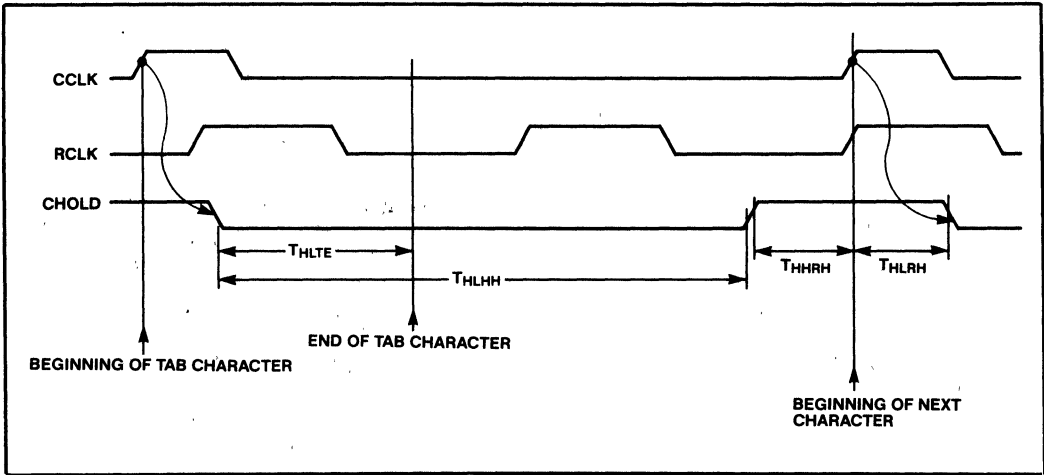 CCLK
RCLK
CHOLD
THLTE
THLHH
THHRH
THLRH
END OF TAB CHARACTER
BEGINNING OF TAB CHARACTER
BEGINNING OF NEXT
CHARACTER